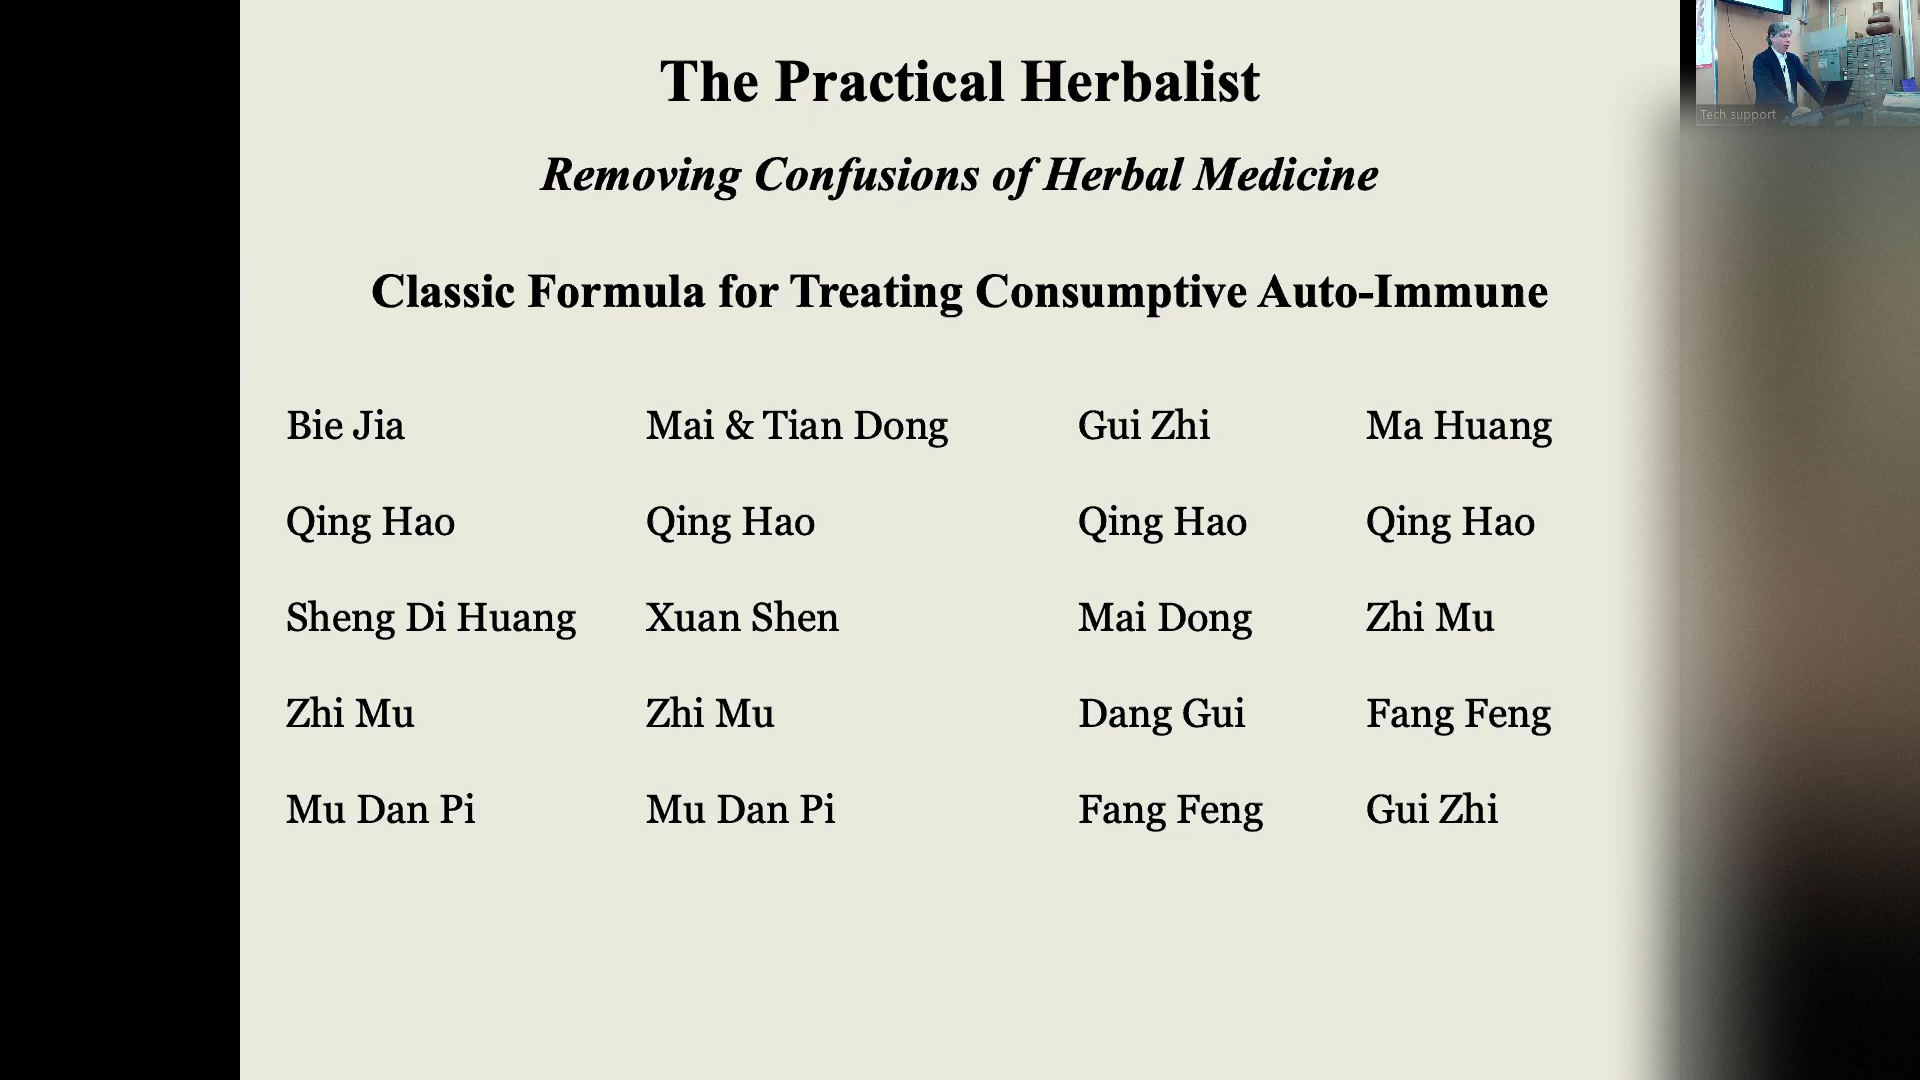 The Practical Herbalist
Removing Confusions of Herbal Medicine
Classic Formula for Treating Consumptive Auto-Immune
Bie Jia Mai & Tian Dong Gui Zhi Ma Huang
Qing Hao Qing Hao Qing Hao Qing Hao
Sheng Di Huang Xuan Shen Mai Dong Zhi Mu
Zhi Mu Zhi Mu Dang Gui Fang Feng
Mu Dan Pi Mu Dan Pi Fang Feng Gui Zhi
Tech support